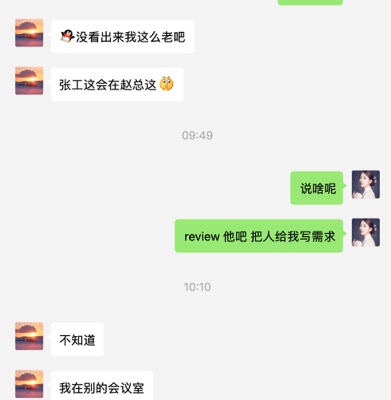 没看出来我这么老吧
张工这会在赵总这
09:49
说啥呢
review 他吧 把人给我写需求
10:10
不知道
我在别的会议室